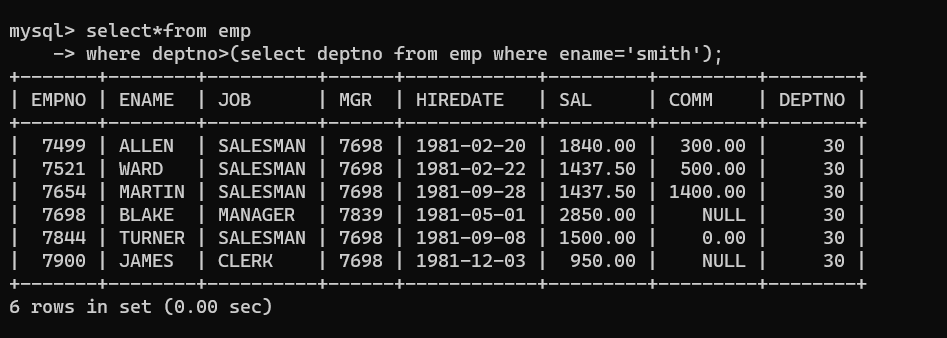 mysql> select*from emp
    -> where deptno>(select deptno from emp where ename='smith');
+-------+--------+----------+------+------------+---------+---------+--------+
| EMPNO | ENAME  | JOB      | MGR  | HIREDATE   | SAL     | COMM    | DEPTNO |
+-------+--------+----------+------+------------+---------+---------+--------+
|  7499 | ALLEN  | SALESMAN | 7698 | 1981-02-20 | 1840.00 |  300.00 |     30 |
|  7521 | WARD   | SALESMAN | 7698 | 1981-02-22 | 1437.50 |  500.00 |     30 |
|  7654 | MARTIN | SALESMAN | 7698 | 1981-09-28 | 1437.50 | 1400.00 |     30 |
|  7698 | BLAKE  | MANAGER  | 7839 | 1981-05-01 | 2850.00 |    NULL |     30 |
|  7844 | TURNER | SALESMAN | 7698 | 1981-09-08 | 1500.00 |    0.00 |     30 |
|  7900 | JAMES  | CLERK    | 7698 | 1981-12-03 |  950.00 |    NULL |     30 |
+-------+--------+----------+------+------------+---------+---------+--------+
6 rows in set (0.00 sec)